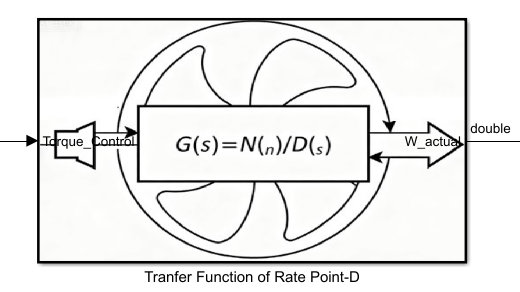 double
Torque_Control
G(s)=N(n)/D(s)
W_actual
Tranfer Function of Rate Point-D